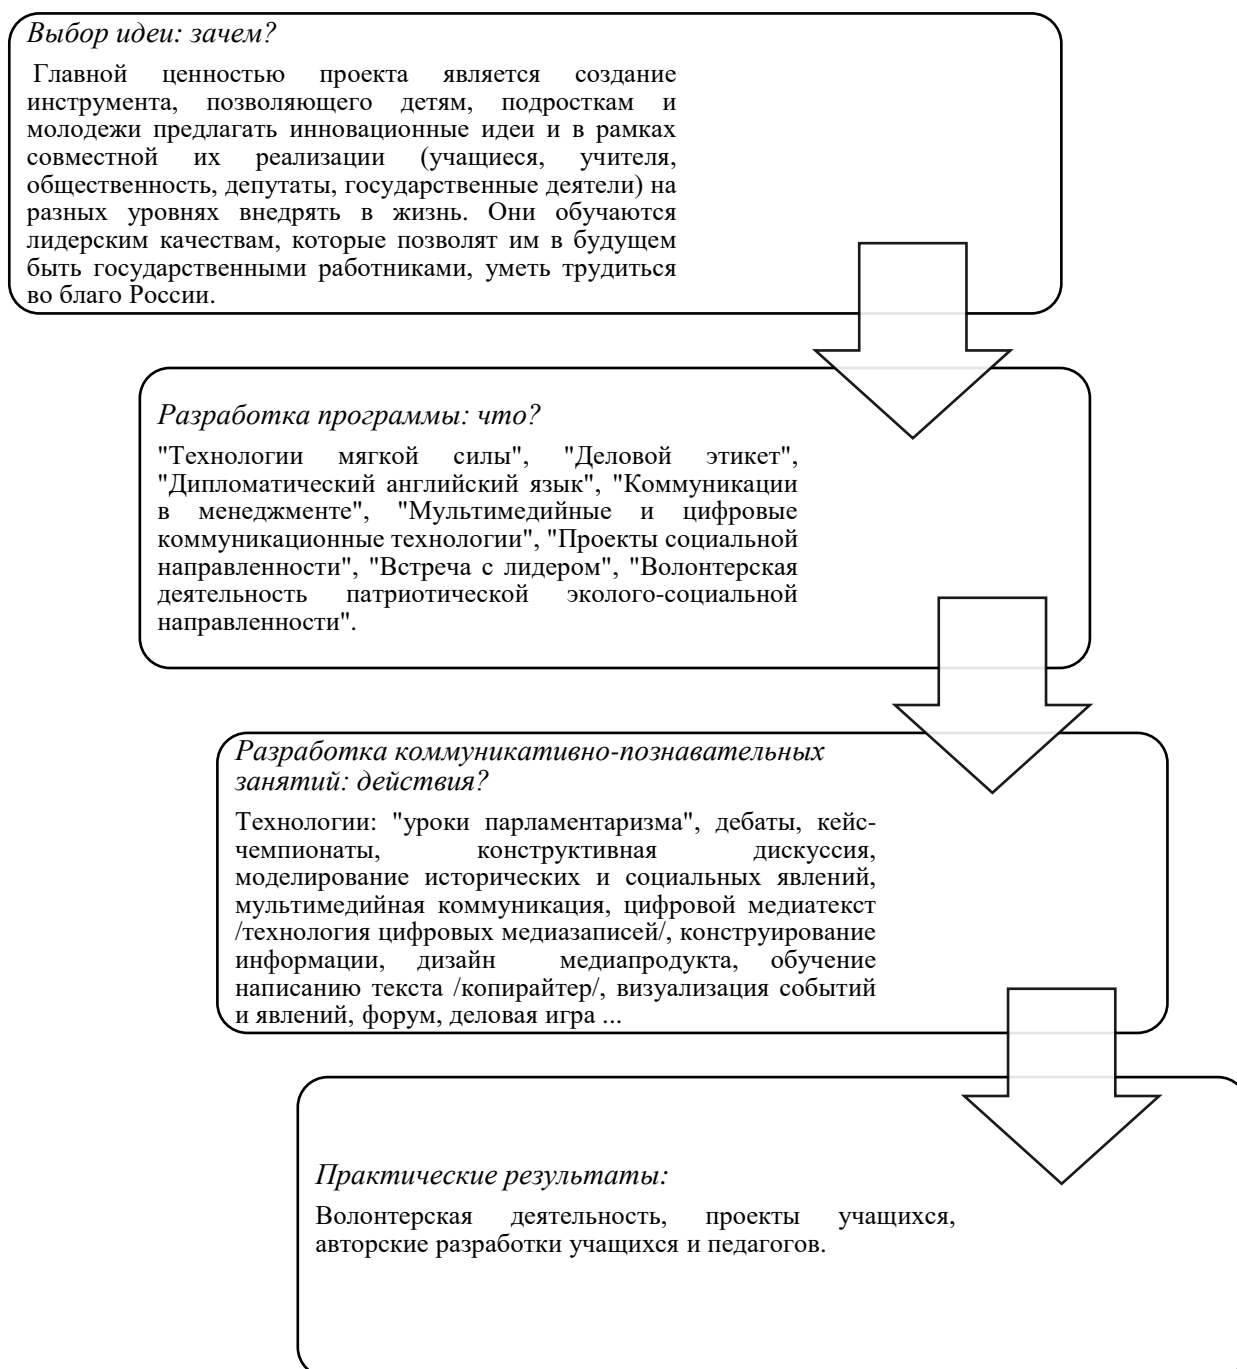 Выбор идеи: зачем?
Главной ценностью проекта является создание
инструмента, позволяющего детям, подросткам и
молодежи предлагать инновационные идеи и в рамках
совместной их реализации (учащиеся, учителя,
общественность, депутаты, государственные деятели) на
разных уровнях внедрять в жизнь. Они обучаются
лидерским качествам, которые позволят им в будущем
быть государственными работниками, уметь трудиться
во благо России.
Разработка программы: что?
"Технологии мягкой силы", "Деловой этикет",
"Дипломатический английский язык", "Коммуникации
в менеджменте", "Мультимедийные и цифровые
коммуникационные технологии", "Проекты социальной
направленности", "Встреча с лидером", "Волонтерская
деятельность патриотической эколого-социальной
направленности".
Разработка коммуникативно-познавательных
занятий: действия?
Технологии: "уроки парламентаризма", дебаты, кейс-
чемпионаты, конструктивная дискуссия,
моделирование исторических и социальных явлений,
мультимедийная коммуникация, цифровой медиатекст
/технология цифровых медиазаписей/, конструирование
информации, дизайн медиапродукта, обучение
написанию текста /копирайтер/, визуализация событий
и явлений, форум, деловая игра ...
Практические результаты:
Волонтерская деятельность, проекты учащихся,
авторские разработки учащихся и педагогов.